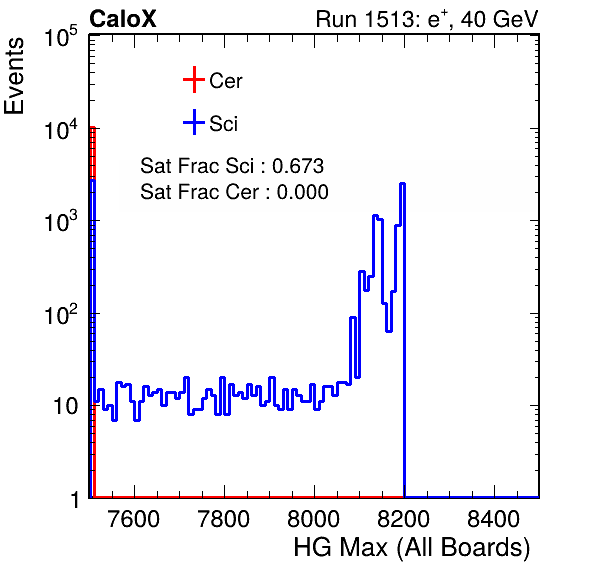 CaloX Run 1513: e⁺, 40 GeV
Events
10⁵
10⁴
10³
10²
10
1
Cer
Sci
Sat Frac Sci : 0.673
Sat Frac Cer : 0.000
7600 7800 8000 8200 8400
HG Max (All Boards)